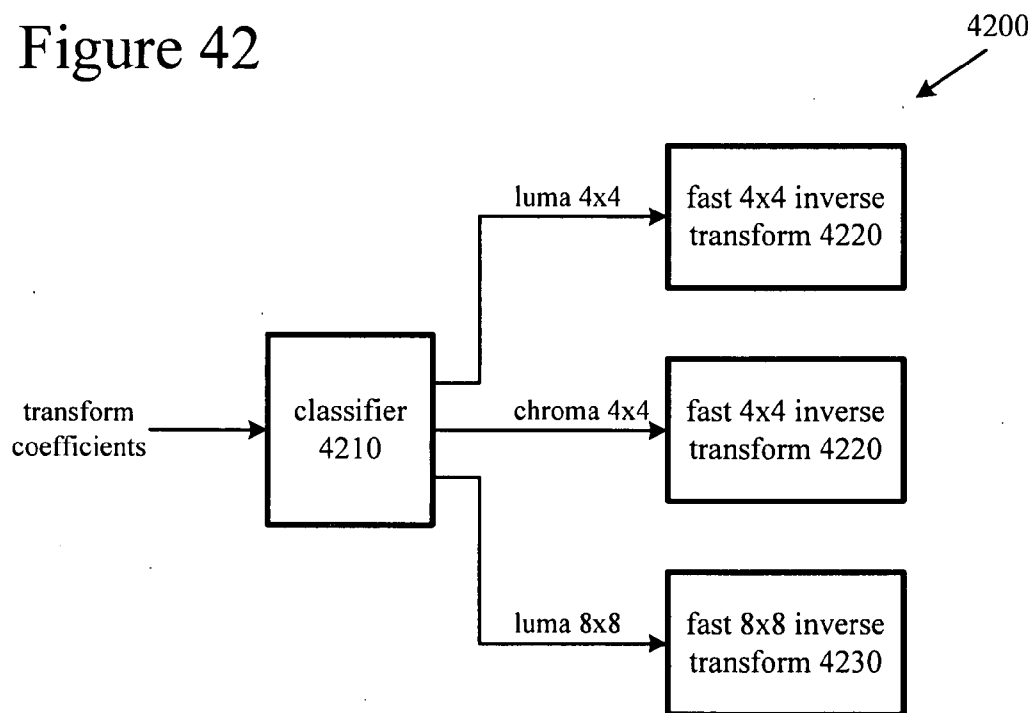 Figure 42
4200
luma 4x4
fast 4x4 inverse
transform 4220
transform
coefficients
classifier
4210
chroma 4x4
fast 4x4 inverse
transform 4220
luma 8x8
fast 8x8 inverse
transform 4230